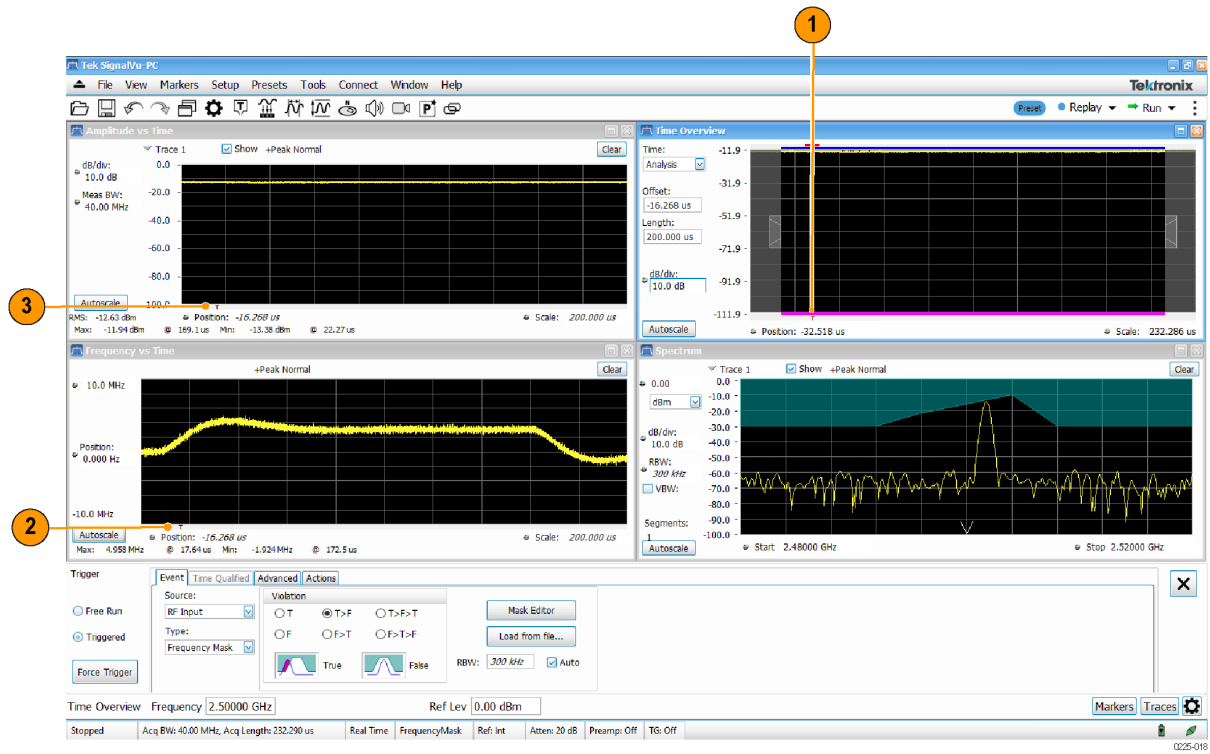 1
Tek SignalVu-PC
File View Markers Setup Presets Tools Connect Window Help
Tektronix
Preset Replay Run
Amplitude vs Time
Trace 1 Show +Peak Normal Clear
dB/div:
10.0 dB
Meas BW:
40.00 MHz
0.0
-20.0
-40.0
-60.0
-80.0
-100.0
Autoscale
T
Position: -16.268 us Scale: 200.000 us
RMS: -12.63 dBm
Max: -11.94 dBm @ 169.1 us Min: -13.38 dBm @ 22.27 us
3
Time Overview
Time:
Analysis
Offset:
-16.268 us
Length:
200.000 us
dB/div:
10.0 dB
Autoscale
-11.9
-31.9
-51.9
-71.9
-91.9
-111.9
T
Position: -32.518 us Scale: 232.286 us
Frequency vs Time
+Peak Normal Clear
10.0 MHz
Position:
0.000 Hz
-10.0 MHz
Autoscale
T
Position: -16.268 us Scale: 200.000 us
Max: 4.958 MHz @ 17.64 us Min: -1.924 MHz @ 172.5 us
2
Spectrum
Trace 1 Show +Peak Normal Clear
0.00
dBm
dB/div:
10.0 dB
RBW:
300 kHz
VBW:
Segments:
1
Autoscale
0.0
-10.0
-20.0
-30.0
-40.0
-50.0
-60.0
-70.0
-80.0
-90.0
-100.0
Start 2.48000 GHz Stop 2.52000 GHz
Trigger
Free Run
Triggered
Force Trigger
Event Time Qualified Advanced Actions
Source:
RF Input
Type:
Frequency Mask
Violation
T T>F T>F>T
F F>T F>T>F
True False
Mask Editor
Load from file...
RBW: 300 kHz Auto
Time Overview Frequency 2.50000 GHz Ref Lev 0.00 dBm Markers Traces
Stopped Acq BW: 40.00 MHz, Acq Length: 232.290 us Real Time FrequencyMask Ref: Int Atten: 20 dB Preamp: Off TG: Off
0225-018